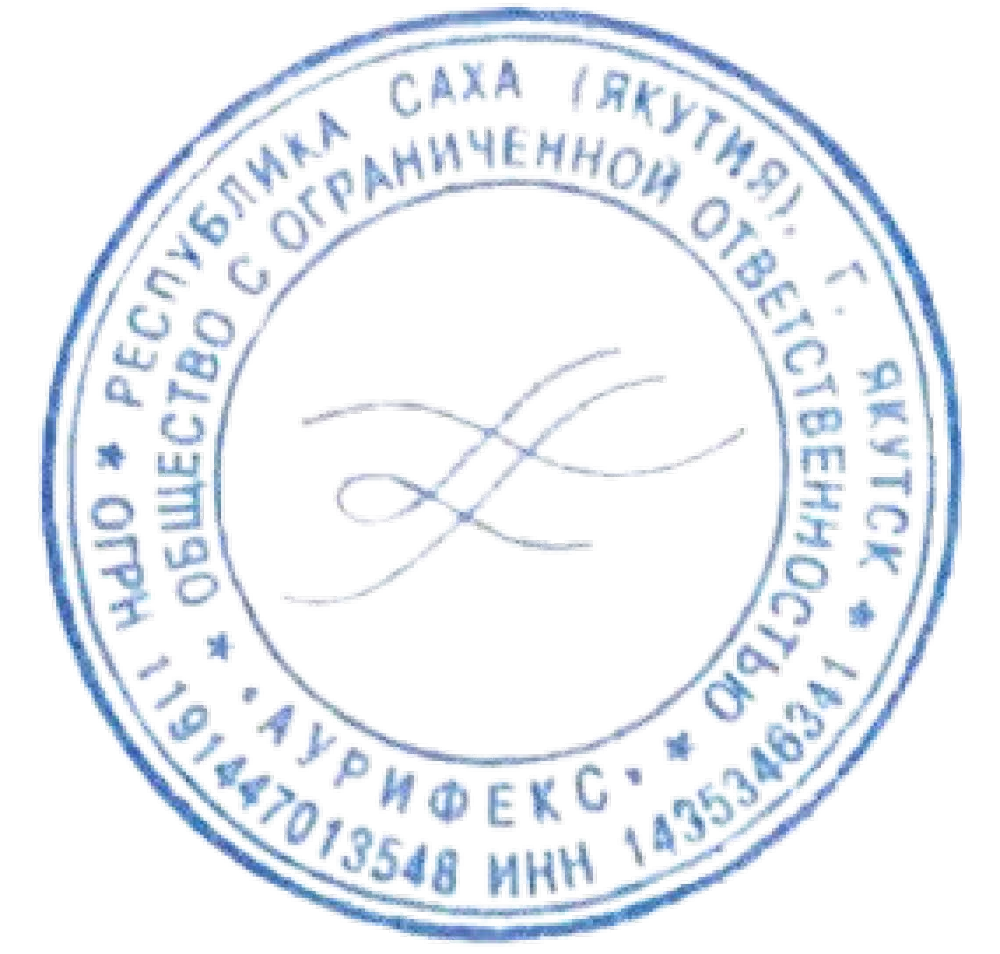 РЕСПУБЛИКА САХА (ЯКУТИЯ), Г. ЯКУТСК *
ОГРН 1191447013548 ИНН 1435346341 *
ОБЩЕСТВО С ОГРАНИЧЕННОЙ ОТВЕТСТВЕННОСТЬЮ *
"АУРИФЕКС" *